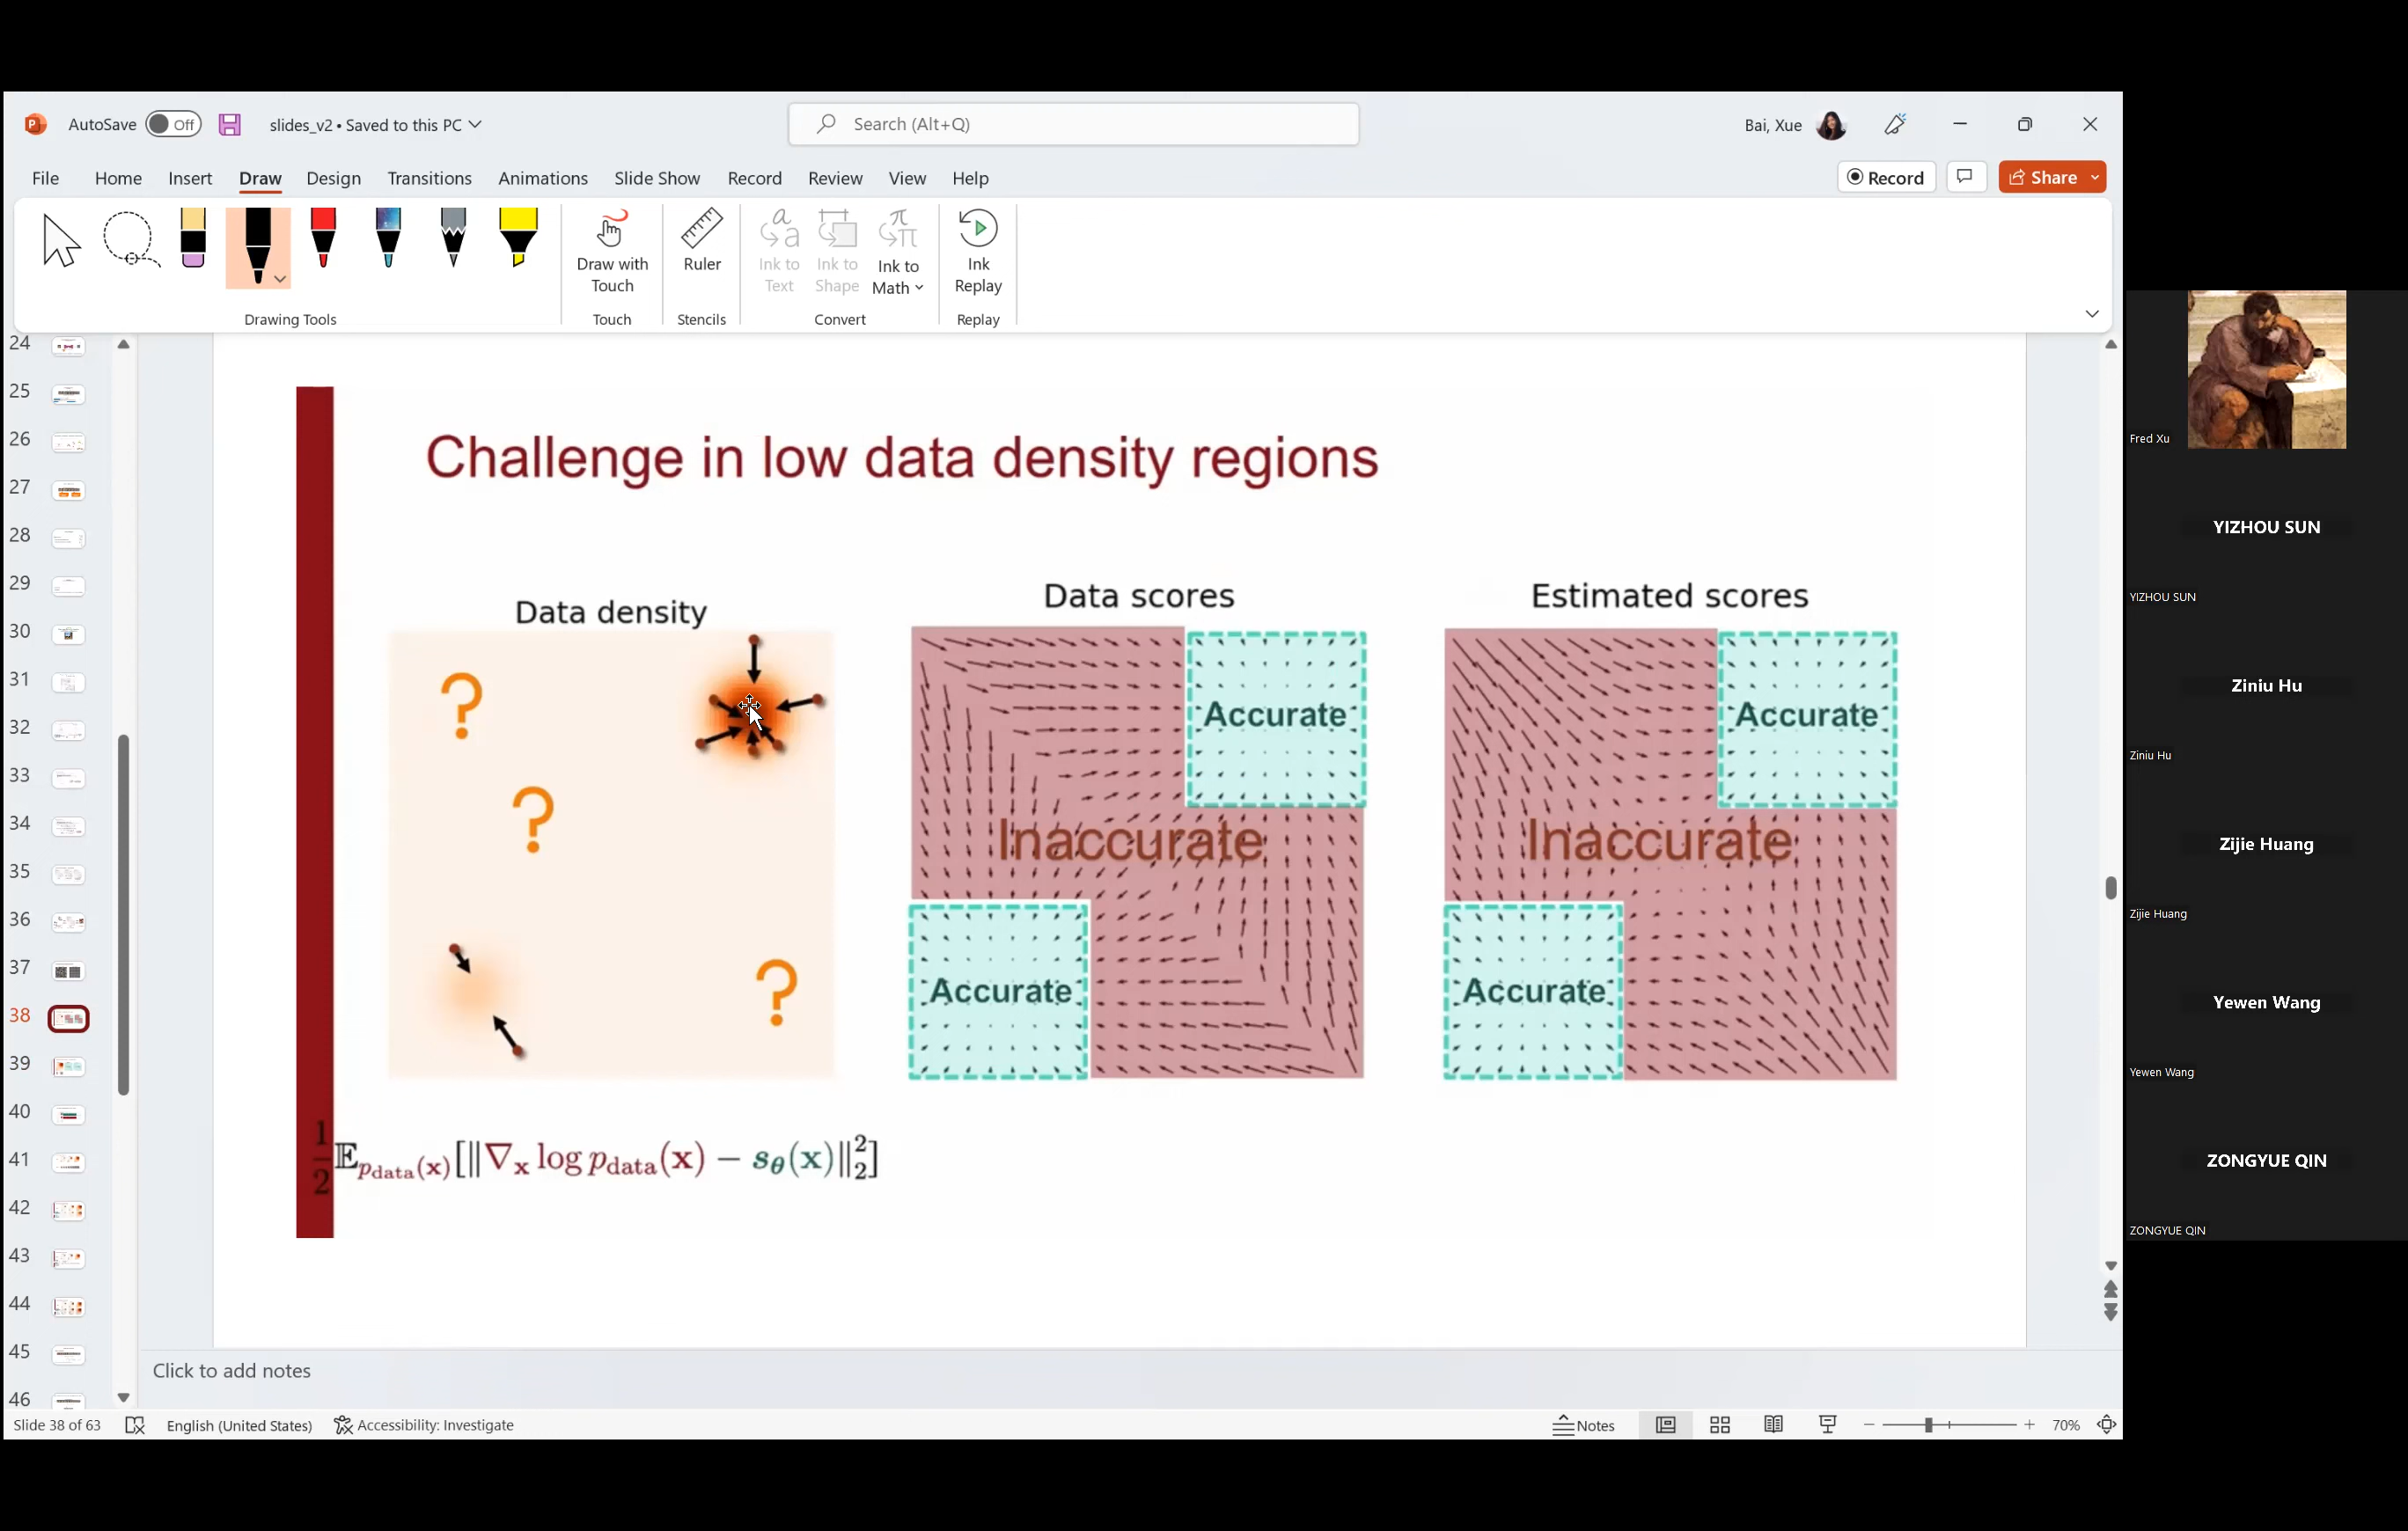 AutoSave Off slides_v2 • Saved to this PC Search (Alt+Q) Bai, Xue
File Home Insert Draw Design Transitions Animations Slide Show Record Review View Help Record Share
Draw with Touch
Ruler
Ink to Text
Ink to Shape
Ink to Math
Ink Replay
Drawing Tools Touch Stencils Convert Replay
24
25
26
27
28
29
30
31
32
33
34
35
36
37
38
39
40
41
42
43
44
45
46
Challenge in low data density regions
Data density
?
?
?
Data scores
Accurate
Inaccurate
Accurate
Estimated scores
Accurate
Inaccurate
Accurate
½𝔼_{p_data(𝐱)}[‖∇_𝐱 log p_data(𝐱) − s_θ(𝐱)‖₂²]
Click to add notes
Slide 38 of 63 English (United States) Accessibility: Investigate Notes 70%
Fred Xu
YIZHOU SUN
YIZHOU SUN
Ziniu Hu
Ziniu Hu
Zijie Huang
Zijie Huang
Yewen Wang
Yewen Wang
ZONGYUE QIN
ZONGYUE QIN